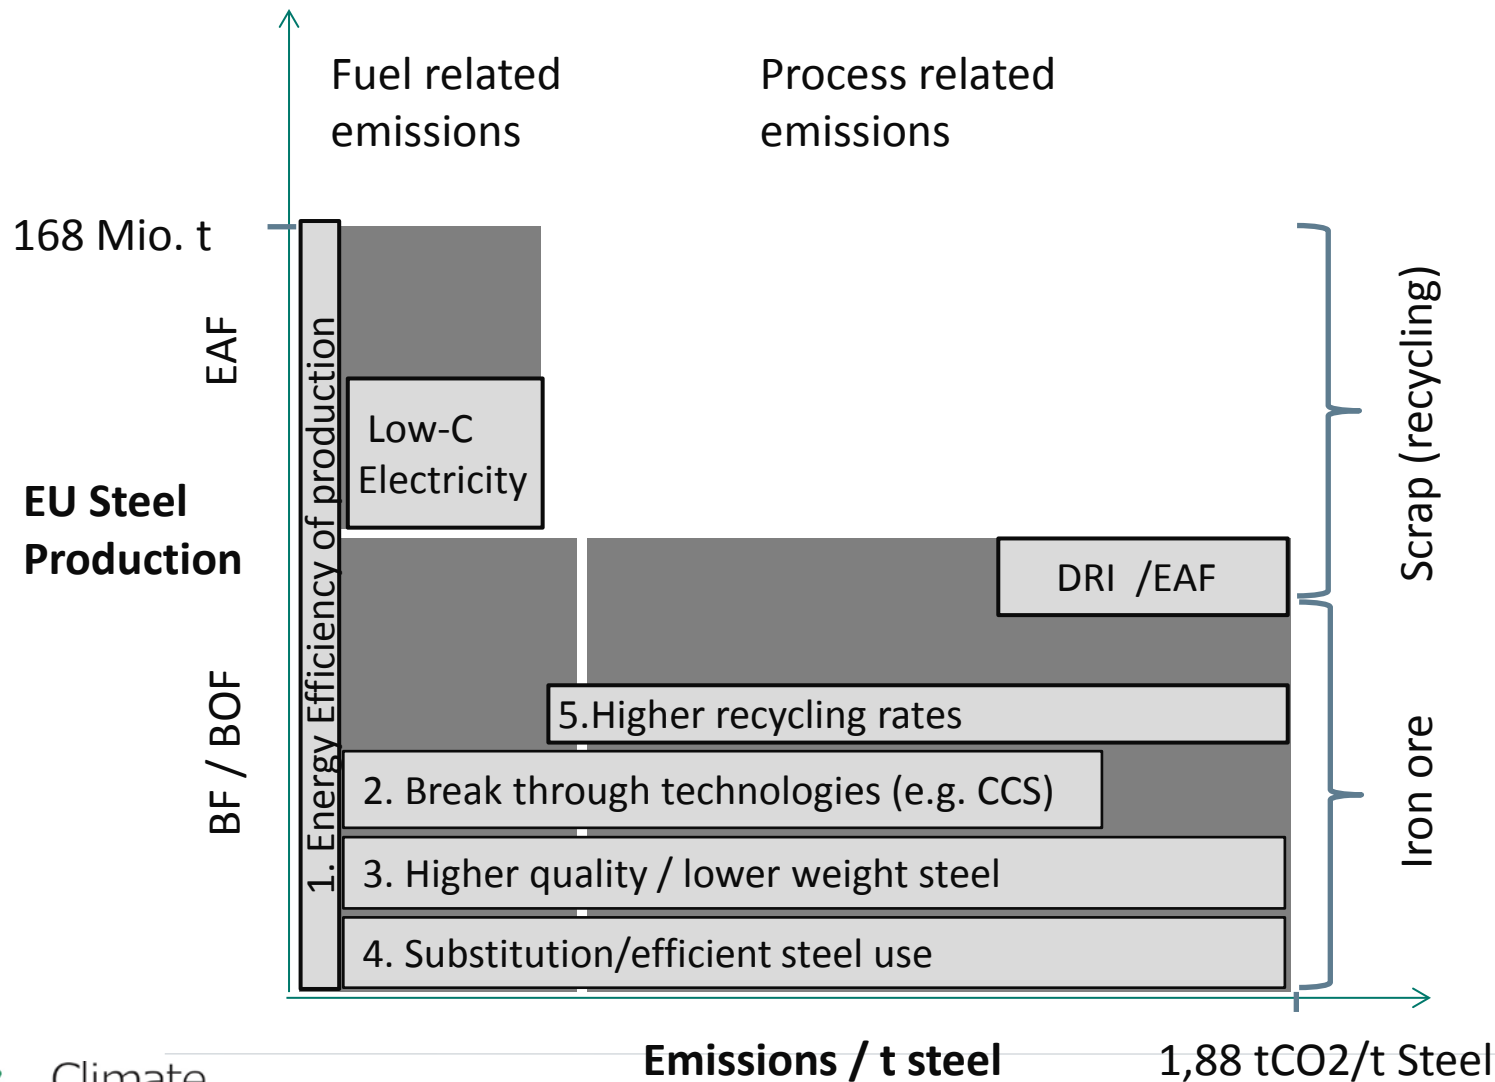 Fuel related
emissions
Process related
emissions
168 Mio. t
EAF
EU Steel
Production
BF / BOF
1. Energy Efficiency of production
Low-C
Electricity
DRI /EAF
5.Higher recycling rates
2. Break through technologies (e.g. CCS)
3. Higher quality / lower weight steel
4. Substitution/efficient steel use
Scrap (recycling)
Iron ore
Emissions / t steel
1,88 tCO2/t Steel
Climate